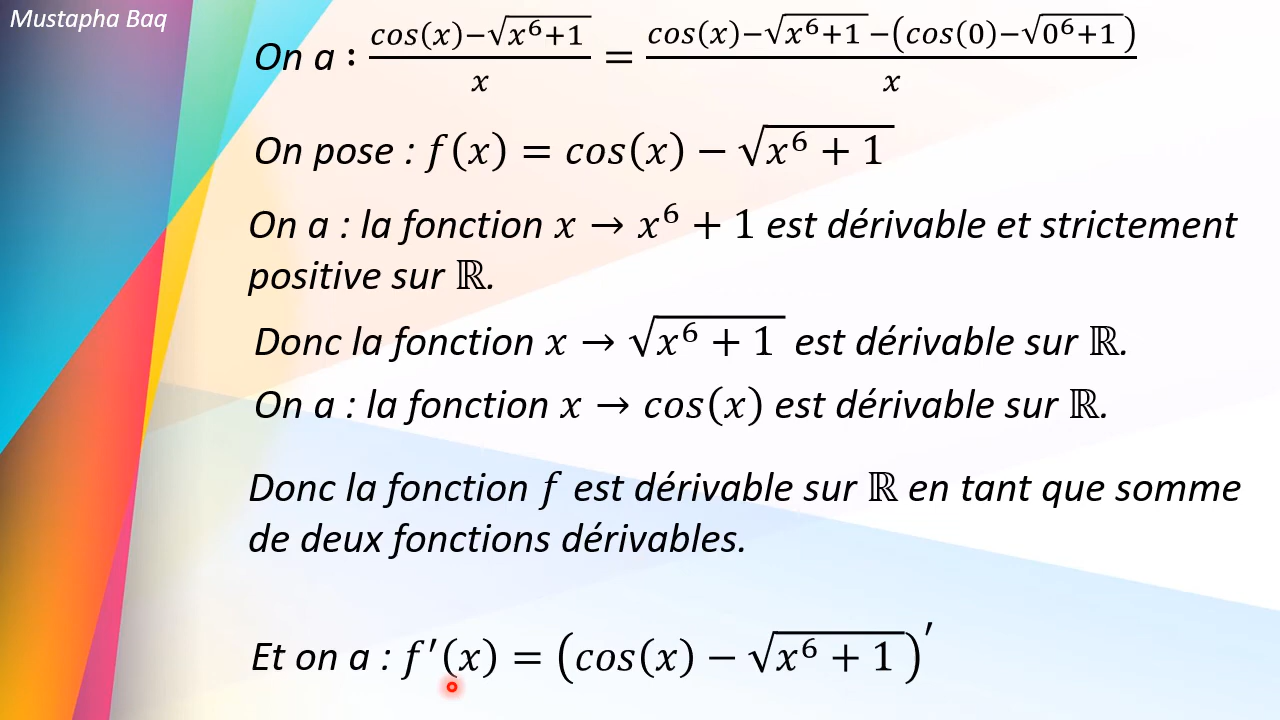 Mustapha Baq
On a : (cos(x)−√(x⁶+1))/x = (cos(x)−√(x⁶+1)−(cos(0)−√(0⁶+1)))/x
On pose : f(x) = cos(x) − √(x⁶ + 1)
On a : la fonction x → x⁶ + 1 est dérivable et strictement
positive sur ℝ.
Donc la fonction x → √(x⁶ + 1) est dérivable sur ℝ.
On a : la fonction x → cos(x) est dérivable sur ℝ.
Donc la fonction f est dérivable sur ℝ en tant que somme
de deux fonctions dérivables.
Et on a : f′(x) = (cos(x) − √(x⁶ + 1))′